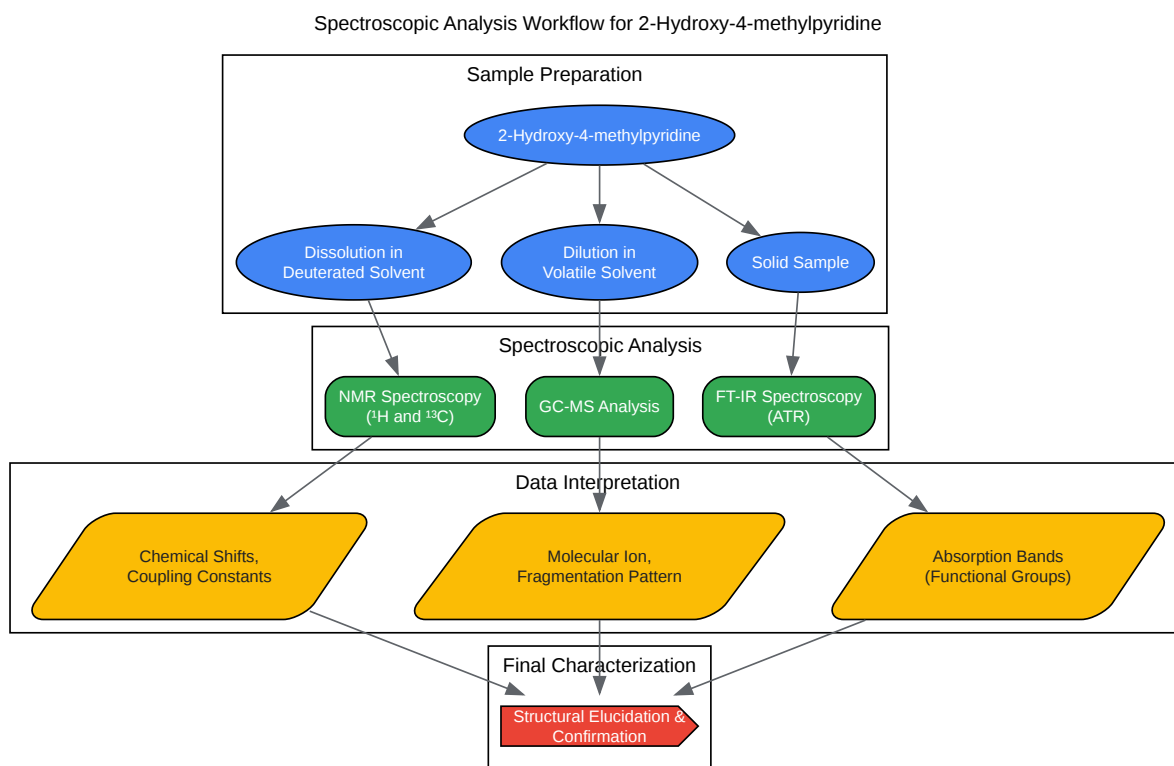 Spectroscopic Analysis Workflow for 2-Hydroxy-4-methylpyridine
Sample Preparation
2-Hydroxy-4-methylpyridine
Dissolution in
Deuterated Solvent
Dilution in
Volatile Solvent
Solid Sample
Spectroscopic Analysis
NMR Spectroscopy
(¹H and ¹³C)
GC-MS Analysis
FT-IR Spectroscopy
(ATR)
Data Interpretation
Chemical Shifts,
Coupling Constants
Molecular Ion,
Fragmentation Pattern
Absorption Bands
(Functional Groups)
Final Characterization
Structural Elucidation &
Confirmation